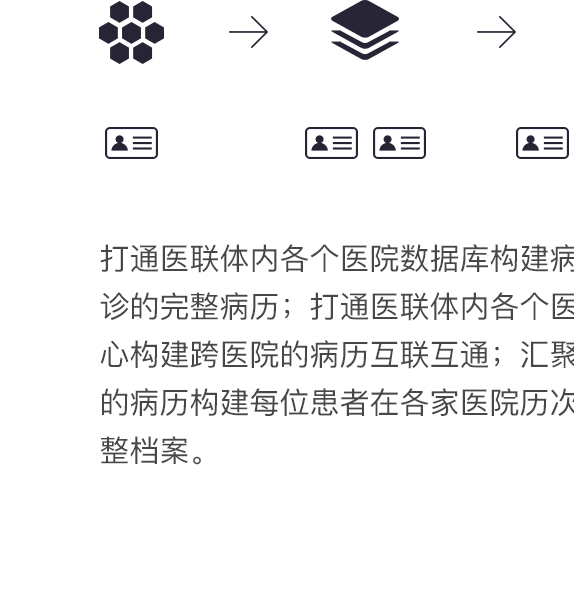 打通医联体内各个医院数据库构建病
诊的完整病历；打通医联体内各个医
心构建跨医院的病历互联互通；汇聚
的病历构建每位患者在各家医院历次
整档案。